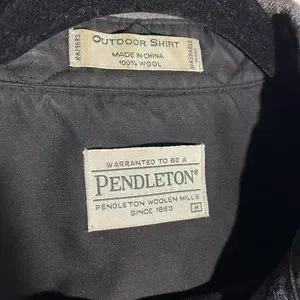 OUTDOOR SHIRT
MADE IN CHINA
100% WOOL
WARRANTED TO BE A
PENDLETON®
PENDLETON WOOLEN MILLS
SINCE 1863
M